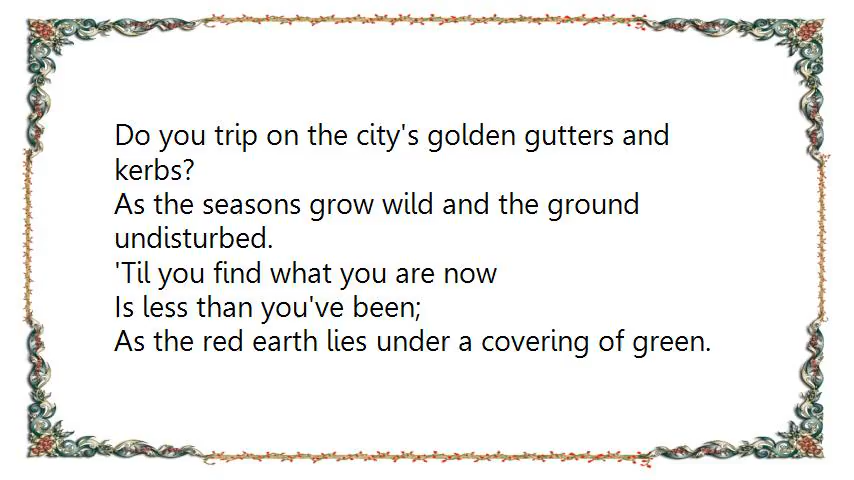 Do you trip on the city's golden gutters and
kerbs?
As the seasons grow wild and the ground
undisturbed.
'Til you find what you are now
Is less than you've been;
As the red earth lies under a covering of green.